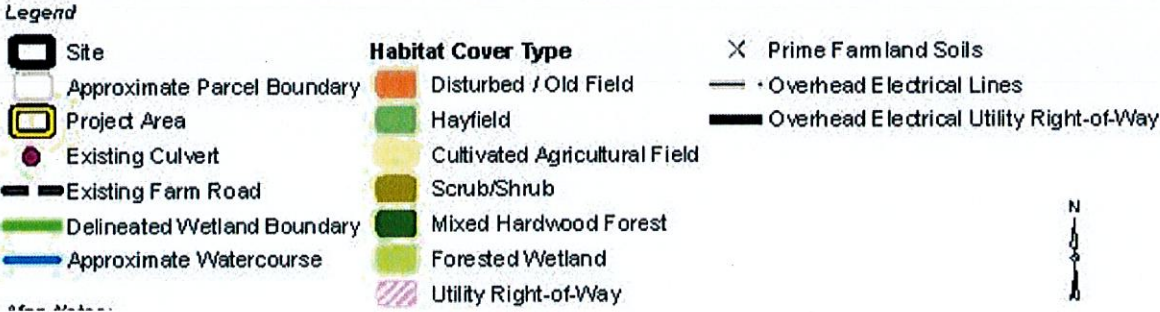 Legend
Site
Approximate Parcel Boundary
Project Area
Existing Culvert
Existing Farm Road
Delineated Wetland Boundary
Approximate Watercourse
Habitat Cover Type
Disturbed / Old Field
Hayfield
Cultivated Agricultural Field
Scrub/Shrub
Mixed Hardwood Forest
Forested Wetland
Utility Right-of-Way
Prime Farmland Soils
Overhead Electrical Lines
Overhead Electrical Utility Right-of-Way
N
Map Notes: